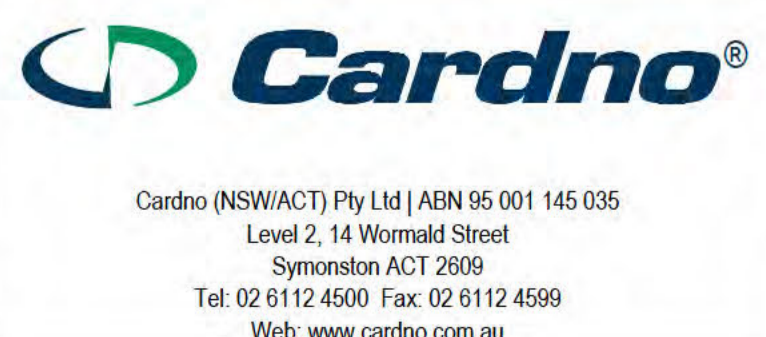 Cardno®
Cardno (NSW/ACT) Pty Ltd | ABN 95 001 145 035
Level 2, 14 Wormald Street
Symonston ACT 2609
Tel: 02 6112 4500 Fax: 02 6112 4599
Web: www.cardno.com.au